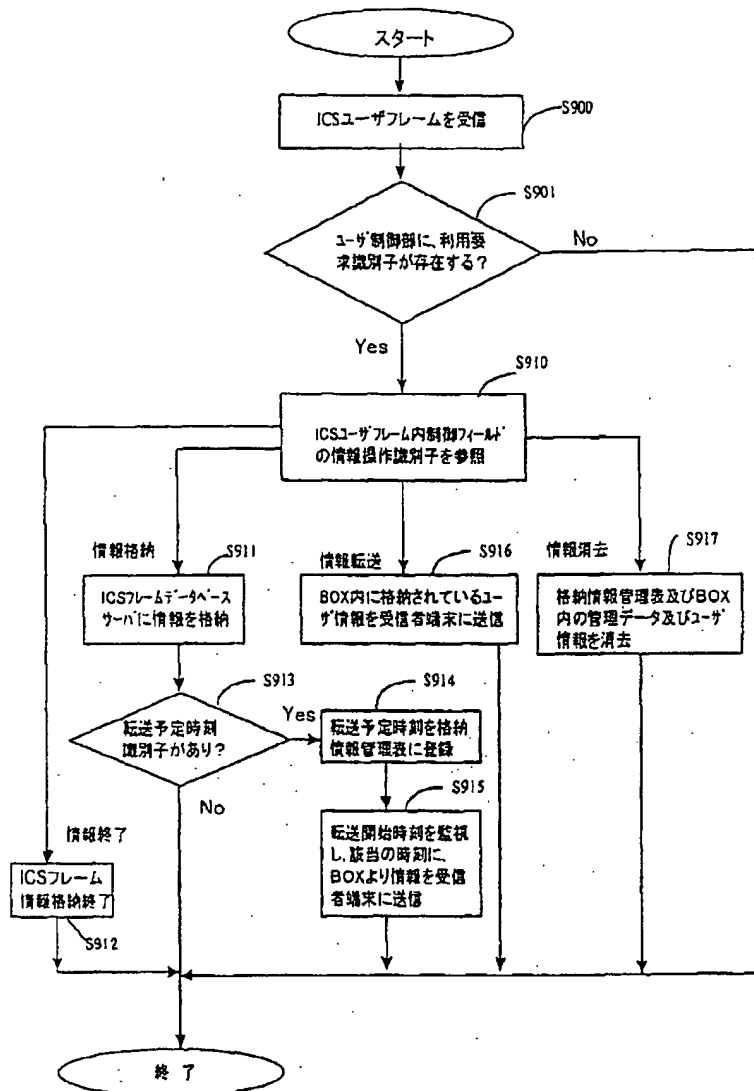 スタート
ICSユーザフレームを受信
S900
S901
ユーザ制御部に、利用要
求識別子が存在する？
No
Yes
S910
ICSユーザフレーム内制御フィールド
の情報操作識別子を参照
情報格納
S911
ICSフレームデータベース
サーバに情報を格納
情報転送
S916
BOX内に格納されているユー
ザ情報を受信者端末に送信
情報消去
S917
格納情報管理表及びBOX
内の管理データ及びユーザ
情報を消去
S913
転送予定時刻
識別子があり？
Yes
No
S914
転送予定時刻を格納
情報管理表に登録
S915
転送開始時刻を監視
し、該当の時刻に、
BOXより情報を受信
者端末に送信
情報終了
ICSフレーム
情報格納終了
S912
終了